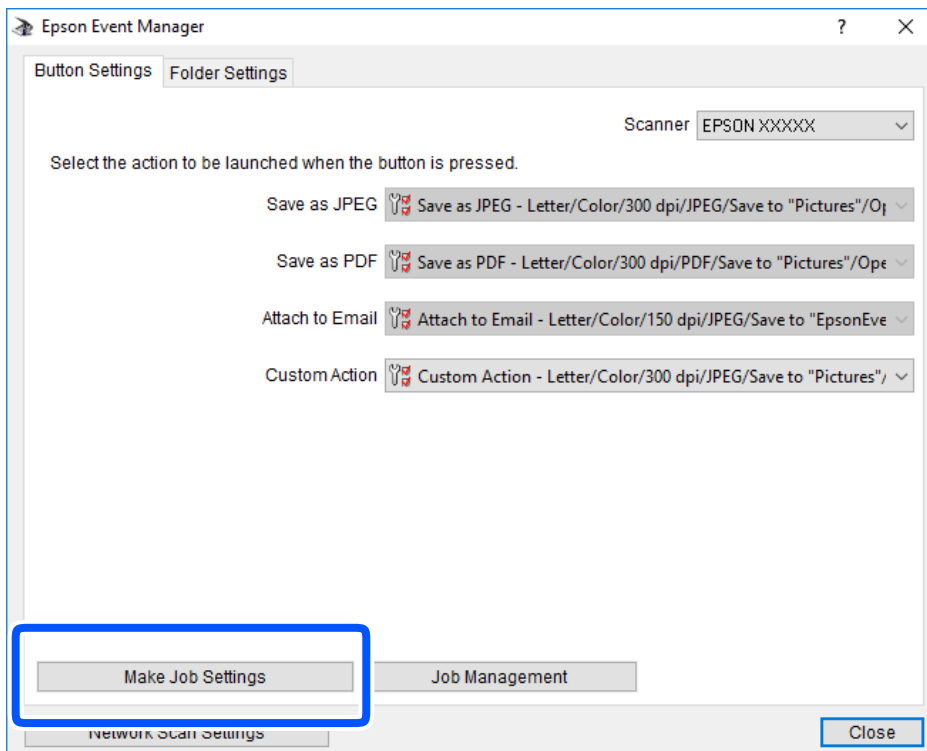 Epson Event Manager
Button Settings
Folder Settings
Scanner EPSON XXXXX
Select the action to be launched when the button is pressed.
Save as JPEG Save as JPEG - Letter/Color/300 dpi/JPEG/Save to "Pictures"/Op
Save as PDF Save as PDF - Letter/Color/300 dpi/PDF/Save to "Pictures"/Ope
Attach to Email Attach to Email - Letter/Color/150 dpi/JPEG/Save to "EpsonEve
Custom Action Custom Action - Letter/Color/300 dpi/JPEG/Save to "Pictures"/
Make Job Settings
Job Management
Network Scan Settings
Close